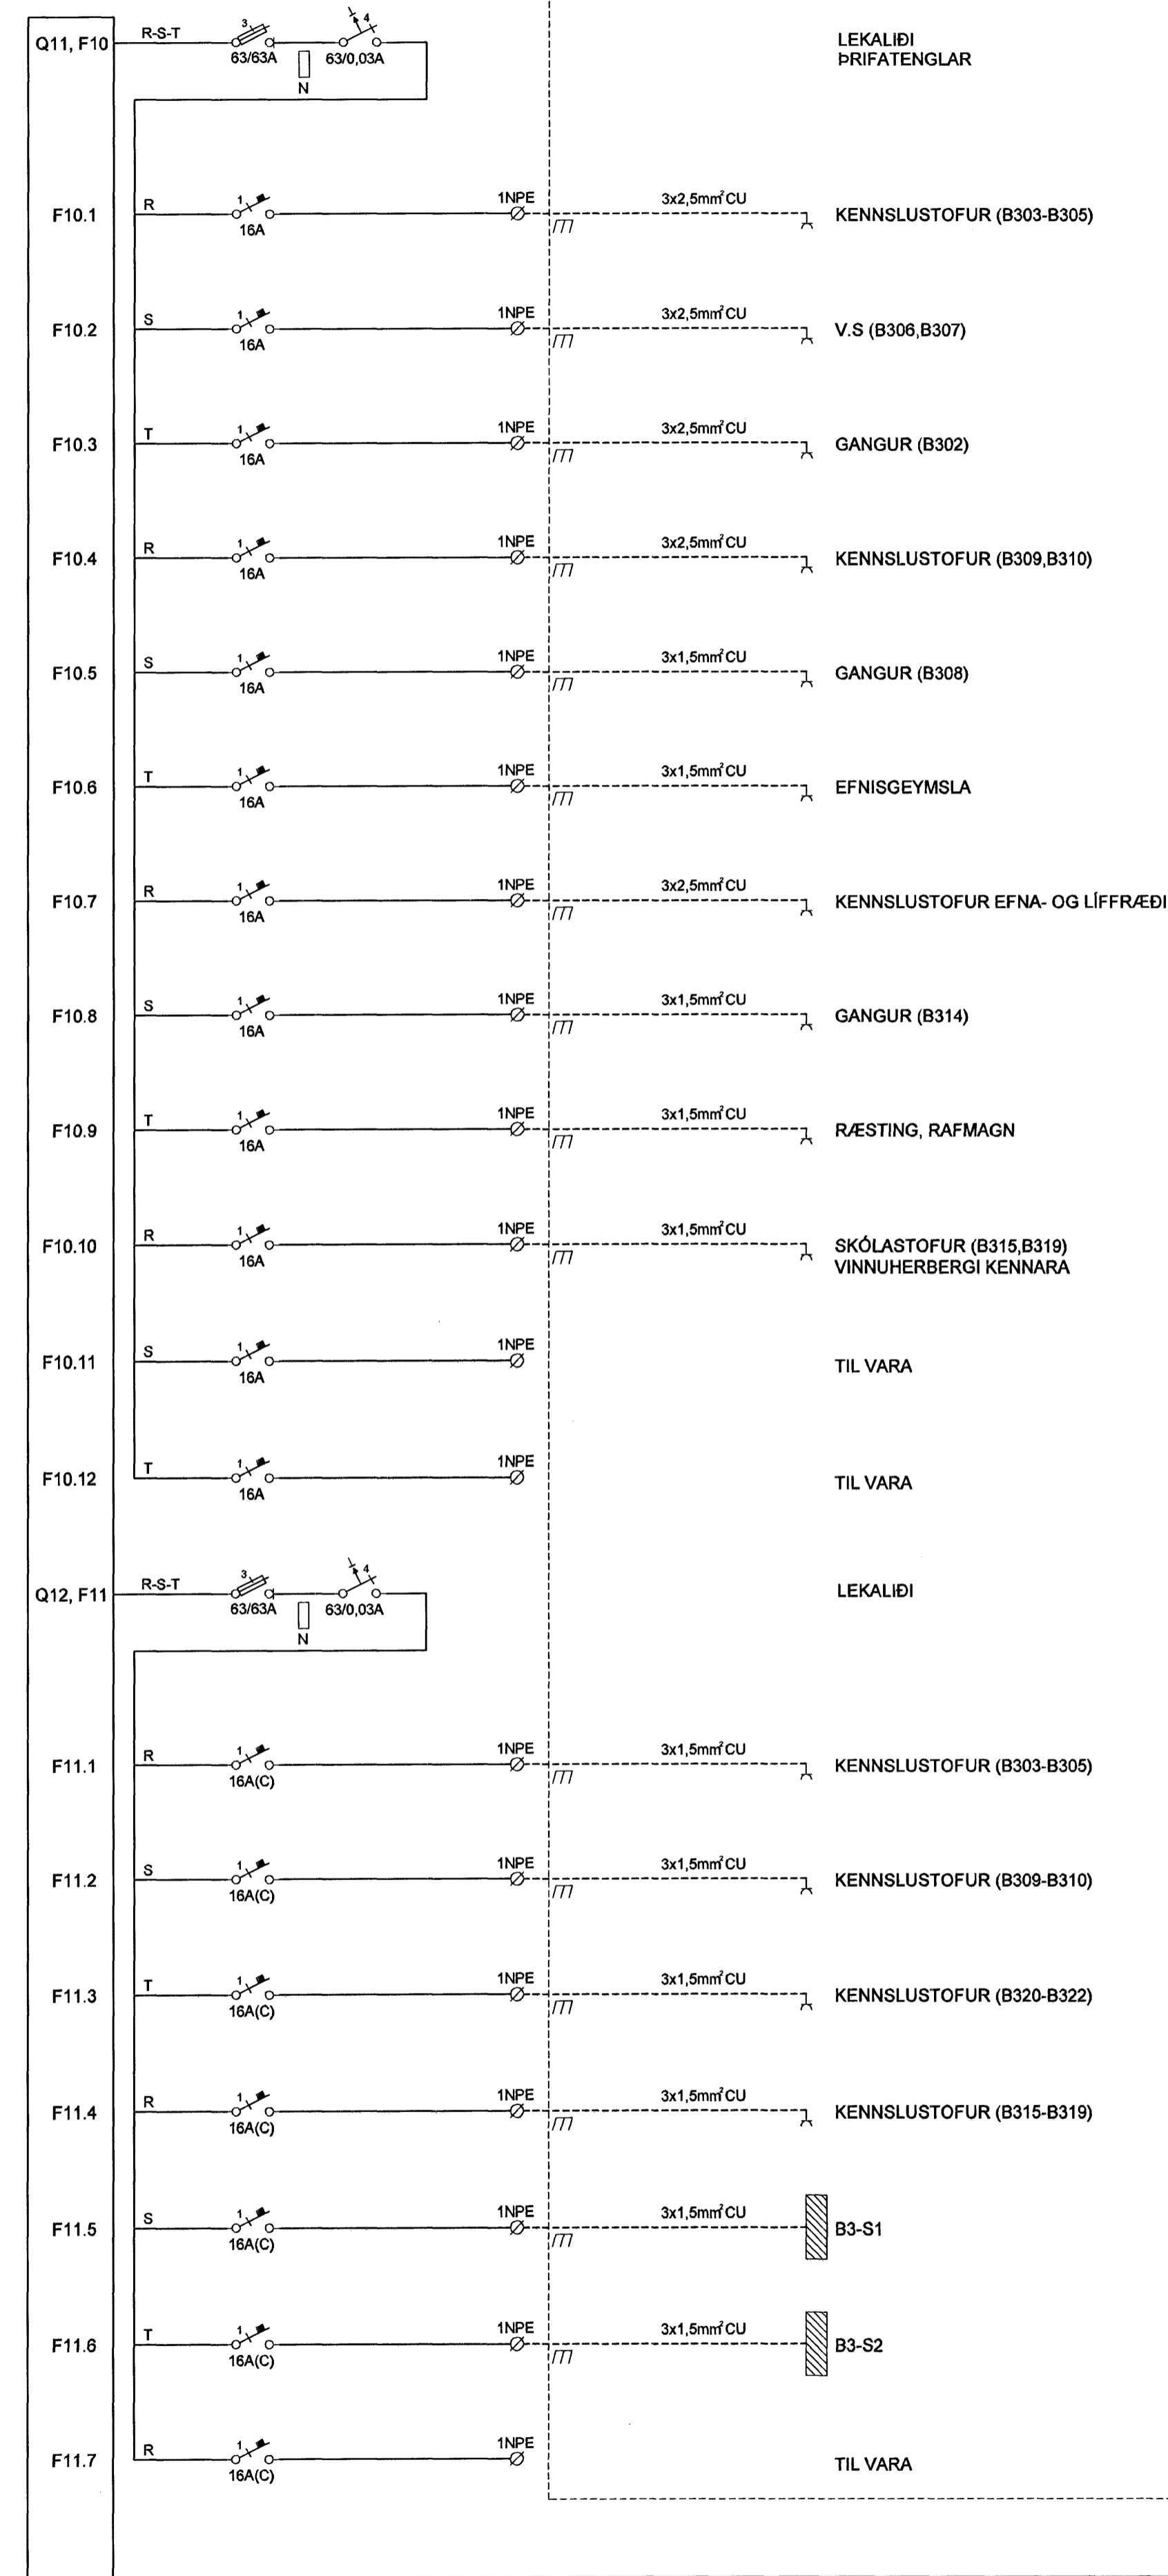 Q11, F10 R-S-T 3 63/63A N 4 63/0,03A LEKALIÐI
ÞRIFATENGLAR
F10.1 R 1 16A 1NPE 3x2,5mm² CU KENNSLUSTOFUR (B303-B305)
F10.2 S 1 16A 1NPE 3x2,5mm² CU V.S (B306,B307)
F10.3 T 1 16A 1NPE 3x2,5mm² CU GANGUR (B302)
F10.4 R 1 16A 1NPE 3x2,5mm² CU KENNSLUSTOFUR (B309,B310)
F10.5 S 1 16A 1NPE 3x1,5mm² CU GANGUR (B308)
F10.6 T 1 16A 1NPE 3x1,5mm² CU EFNISGEYMSLA
F10.7 R 1 16A 1NPE 3x2,5mm² CU KENNSLUSTOFUR EFNA- OG LÍFFRÆÐI
F10.8 S 1 16A 1NPE 3x1,5mm² CU GANGUR (B314)
F10.9 T 1 16A 1NPE 3x1,5mm² CU RÆSTING, RAFMAGN
F10.10 R 1 16A 1NPE 3x1,5mm² CU SKÓLASTOFUR (B315,B319)
VINNUHERBERGI KENNARA
F10.11 S 1 16A 1NPE TIL VARA
F10.12 T 1 16A 1NPE TIL VARA
Q12, F11 R-S-T 3 63/63A N 4 63/0,03A LEKALIÐI
F11.1 R 1 16A(C) 1NPE 3x1,5mm² CU KENNSLUSTOFUR (B303-B305)
F11.2 S 1 16A(C) 1NPE 3x1,5mm² CU KENNSLUSTOFUR (B309-B310)
F11.3 T 1 16A(C) 1NPE 3x1,5mm² CU KENNSLUSTOFUR (B320-B322)
F11.4 R 1 16A(C) 1NPE 3x1,5mm² CU KENNSLUSTOFUR (B315-B319)
F11.5 S 1 16A(C) 1NPE 3x1,5mm² CU B3-S1
F11.6 T 1 16A(C) 1NPE 3x1,5mm² CU B3-S2
F11.7 R 1 16A(C) 1NPE TIL VARA